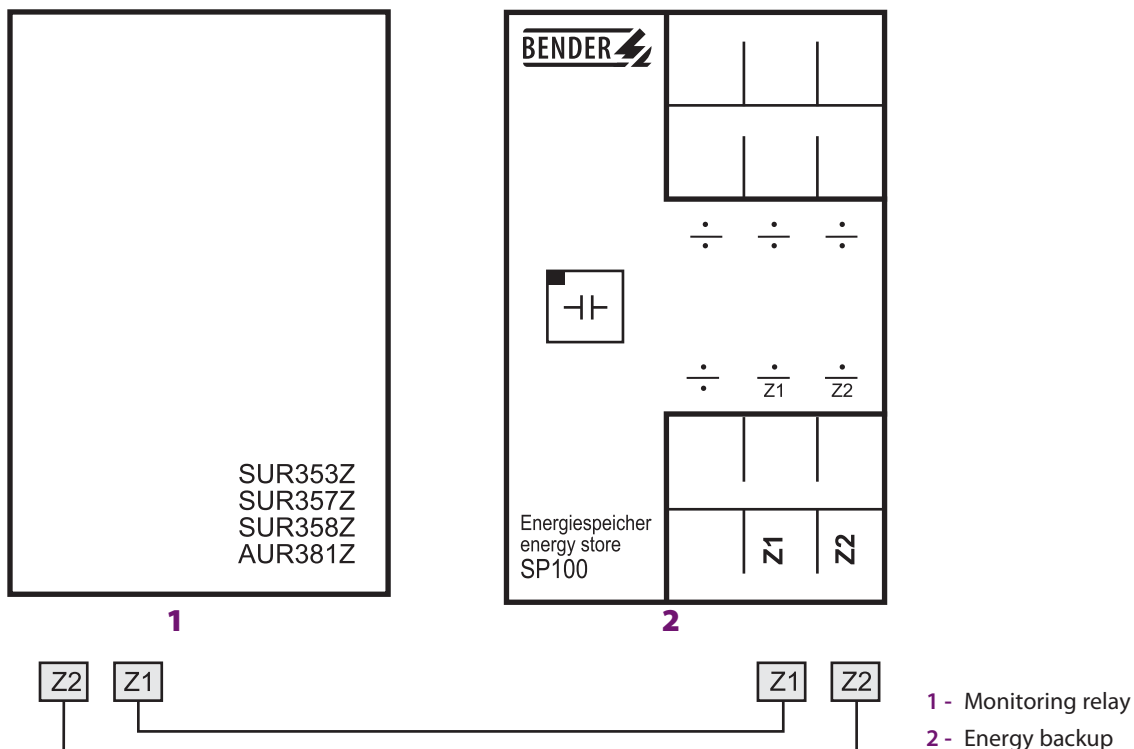 SUR353Z
SUR357Z
SUR358Z
AUR381Z
1
BENDER
Z1 Z2
Energiespeicher
energy store
SP100
Z1 Z2
2
Z2 Z1
Z1 Z2
1 - Monitoring relay
2 - Energy backup